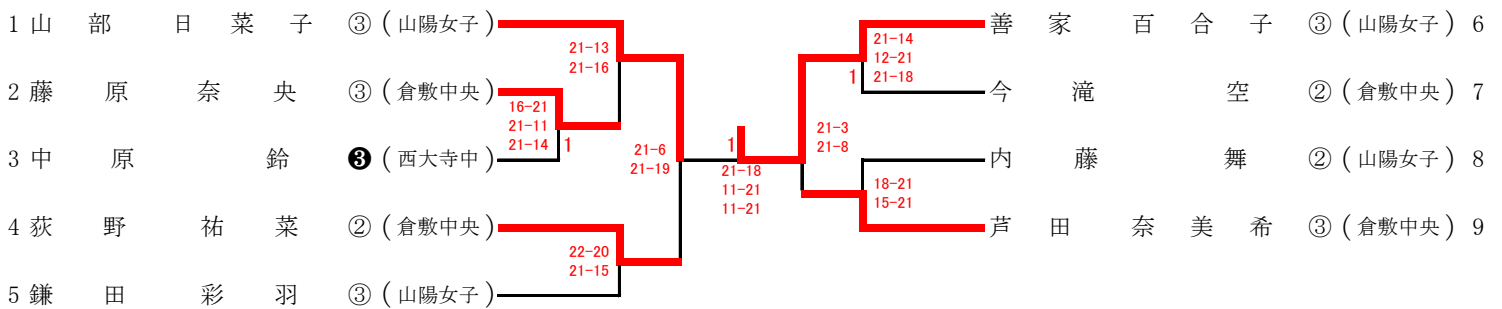 1 山部 日菜子 ③ (山陽女子)
善家 百合子 ③ (山陽女子) 6
21-13
21-16
21-14
12-21
21-18
1
2 藤原 奈央 ③ (倉敷中央)
今滝 空 ② (倉敷中央) 7
16-21
21-11
21-14
1
3 中原 鈴 ❸ (西大寺中)
内藤 舞 ② (山陽女子) 8
21-6
21-19
1
21-18
11-21
11-21
21-3
21-8
18-21
15-21
4 荻野 祐菜 ② (倉敷中央)
芦田 奈美希 ③ (倉敷中央) 9
22-20
21-15
5 鎌田 彩羽 ③ (山陽女子)